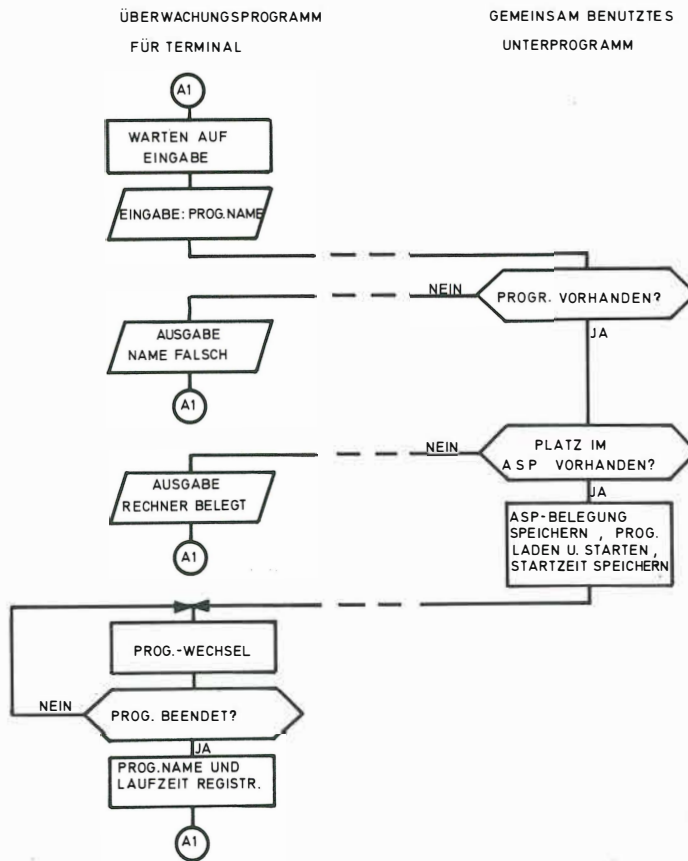 ÜBERWACHUNGSPROGRAMM
FÜR TERMINAL
GEMEINSAM BENUTZTES
UNTERPROGRAMM
A1
WARTEN AUF
EINGABE
EINGABE: PROG.NAME
NEIN
PROGR. VORHANDEN?
JA
AUSGABE
NAME FALSCH
A1
NEIN
PLATZ IM
ASP VORHANDEN?
JA
AUSGABE
RECHNER BELEGT
A1
ASP-BELEGUNG
SPEICHERN , PROG.
LADEN U. STARTEN ,
STARTZEIT SPEICHERN
PROG.-WECHSEL
NEIN
PROG. BEENDET?
JA
PROG.NAME UND
LAUFZEIT REGISTR.
A1